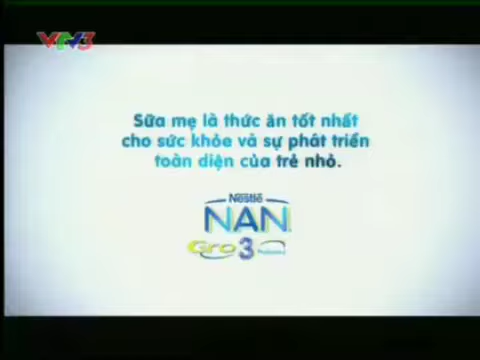 VTV3
Sữa mẹ là thức ăn tốt nhất
cho sức khỏe và sự phát triển
toàn diện của trẻ nhỏ.
Nestlé
NAN
Gro 3